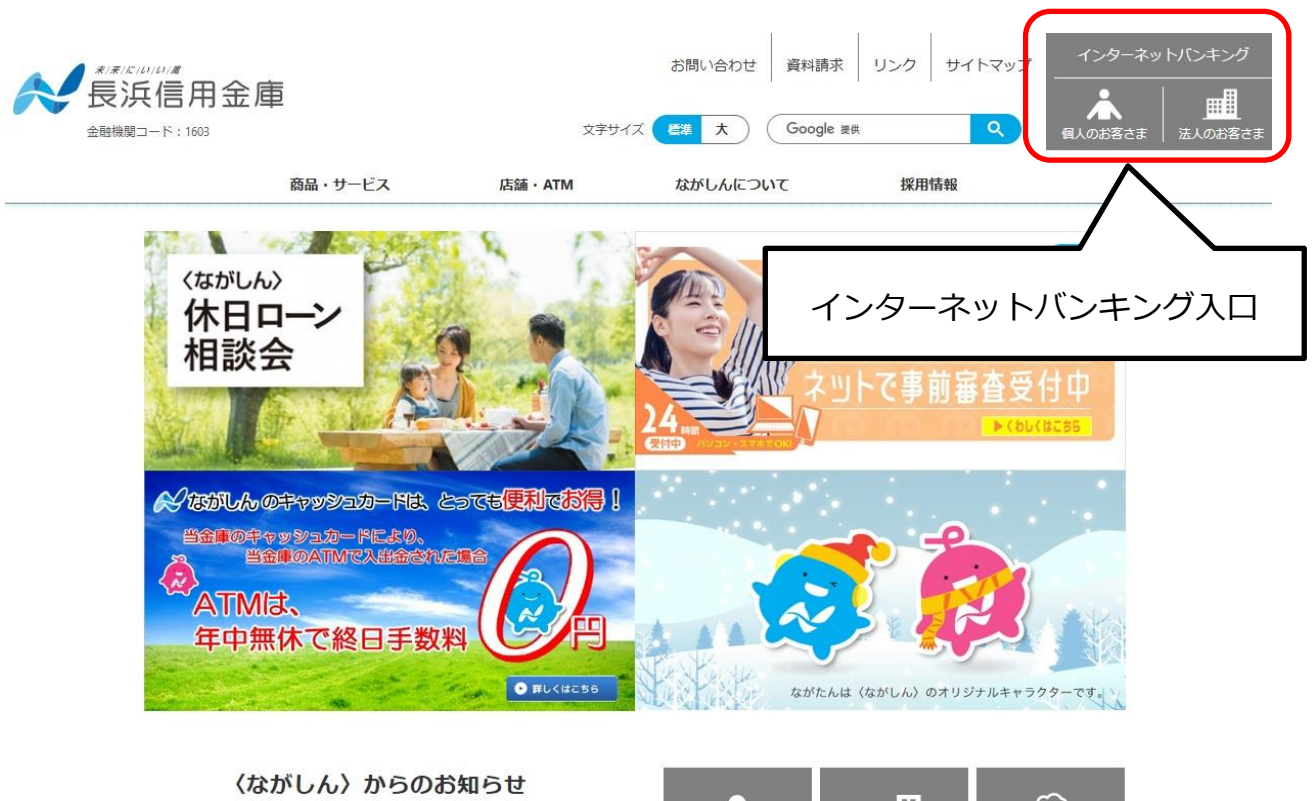 未/来/に/い/い/風
長浜信用金庫
金融機関コード：1603
お問い合わせ
資料請求
リンク
サイトマップ
インターネットバンキング
個人のお客さま
法人のお客さま
文字サイズ
標準
大
Google 提供
商品・サービス
店舗・ATM
ながしんについて
採用情報
インターネットバンキング入口
〈ながしん〉
休日ローン
相談会
ネットで事前審査受付中
24時間
受付中
パソコン・スマホでOK!
▶くわしくはこちら
ながしんのキャッシュカードは、とっても便利でお得！
当金庫のキャッシュカードにより、
当金庫のATMで入出金された場合
ATMは、
年中無休で終日手数料
0円
詳しくはこちら
ながたんは〈ながしん〉のオリジナルキャラクターです。
〈ながしん〉からのお知らせ